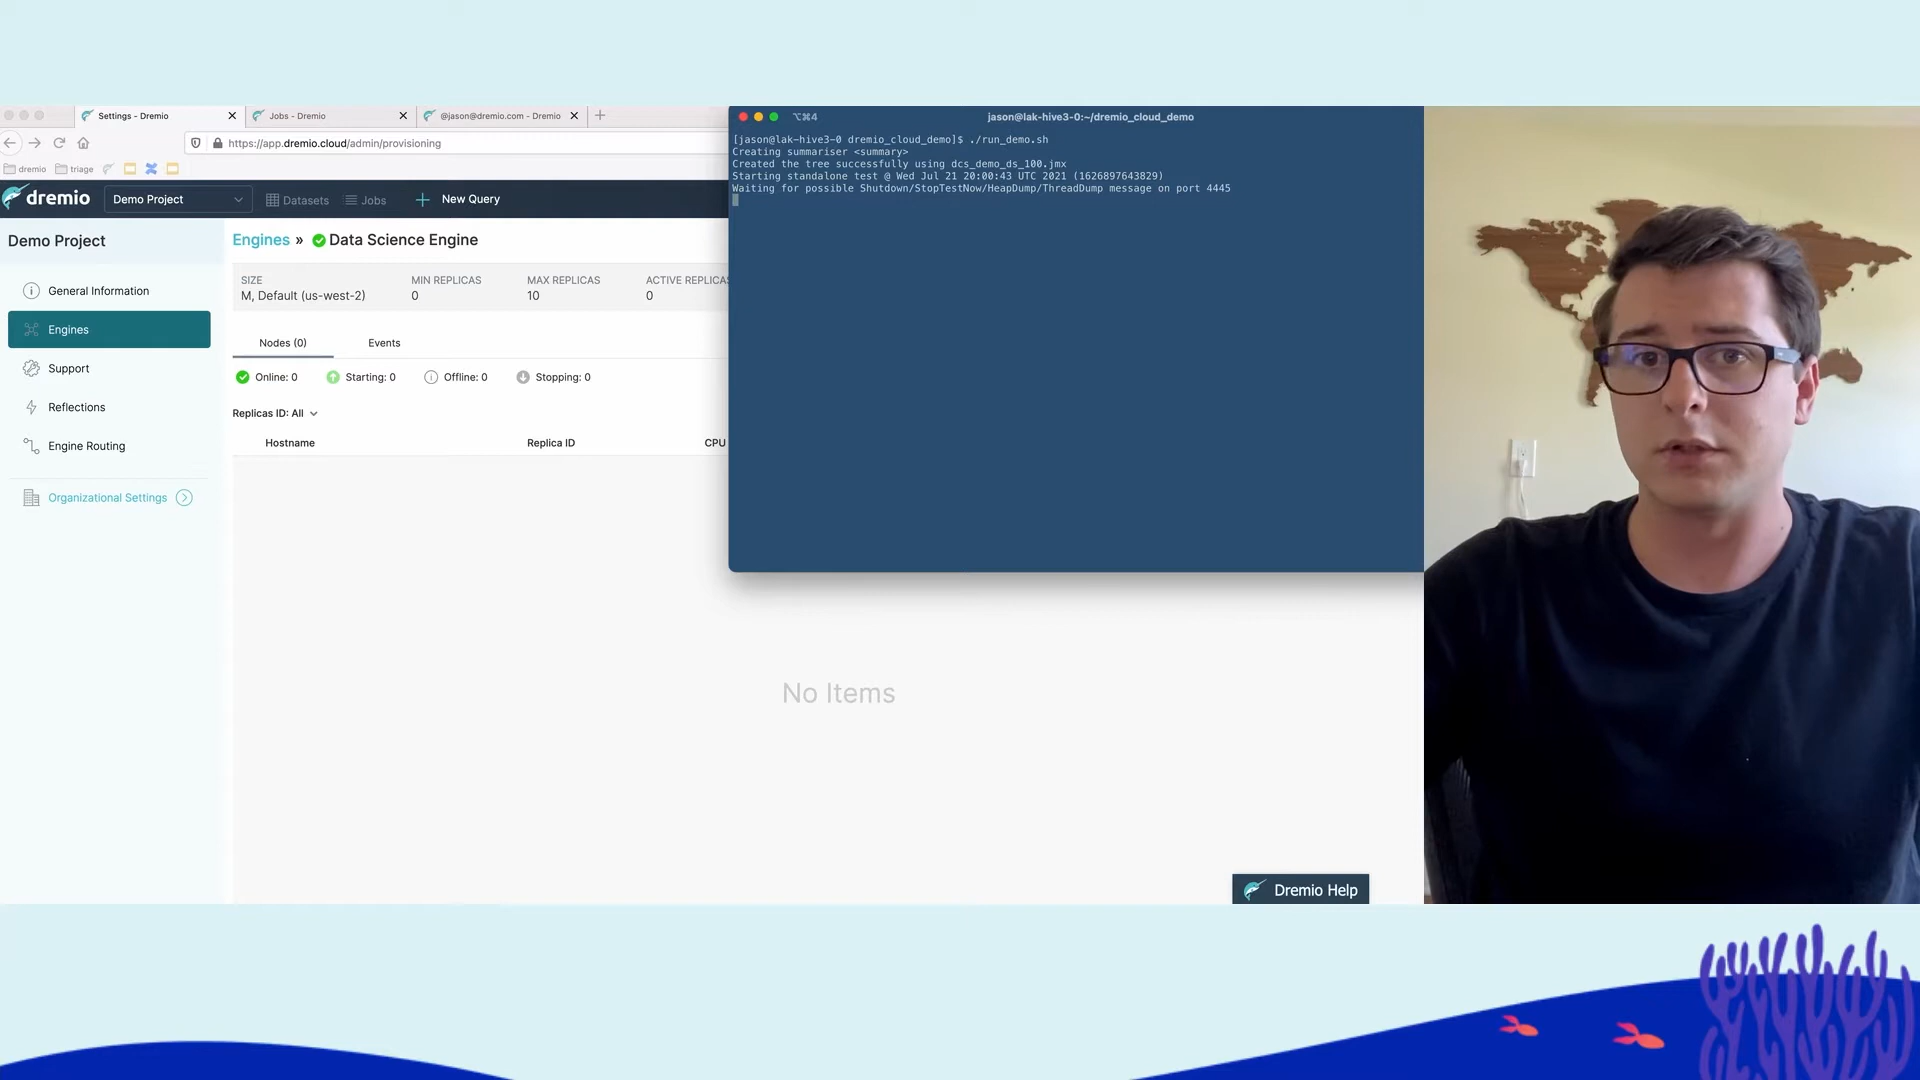 Settings - Dremio
Jobs - Dremio
@jason@dremio.com - Dremio
https://app.dremio.cloud/admin/provisioning
dremio
triage
dremio
Demo Project
Datasets
Jobs
New Query
Demo Project
General Information
Engines
Support
Reflections
Engine Routing
Organizational Settings
Engines » Data Science Engine
SIZE
M, Default (us-west-2)
MIN REPLICAS
0
MAX REPLICAS
10
ACTIVE REPLICAS
0
Nodes (0)
Events
Online: 0
Starting: 0
Offline: 0
Stopping: 0
Replicas ID: All
Hostname
Replica ID
CPU
No Items
Dremio Help
⌥⌘4
jason@lak-hive3-0:~/dremio_cloud_demo
[jason@lak-hive3-0 dremio_cloud_demo]$ ./run_demo.sh
Creating summariser <summary>
Created the tree successfully using dcs_demo_ds_100.jmx
Starting standalone test @ Wed Jul 21 20:00:43 UTC 2021 (1626897643829)
Waiting for possible Shutdown/StopTestNow/HeapDump/ThreadDump message on port 4445